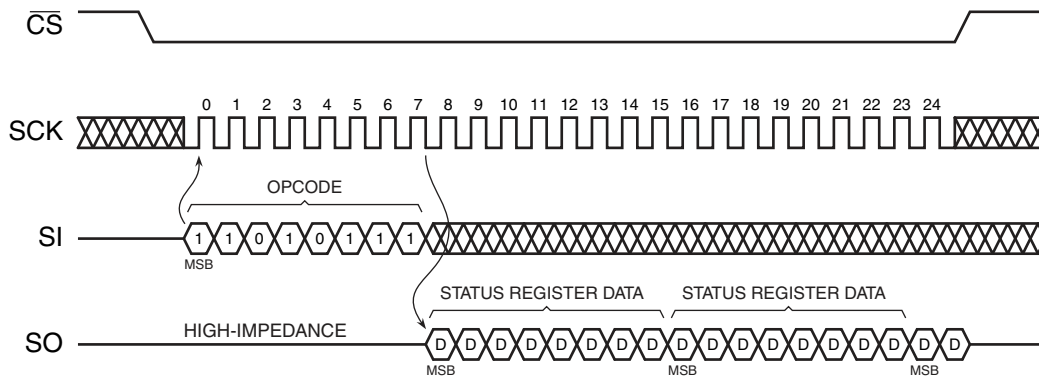 CS
0 1 2 3 4 5 6 7 8 9 10 11 12 13 14 15 16 17 18 19 20 21 22 23 24
SCK
OPCODE
SI 1 1 0 1 0 1 1 1
MSB
STATUS REGISTER DATA STATUS REGISTER DATA
HIGH-IMPEDANCE
SO D D D D D D D D D D D D D D D D D D
MSB MSB MSB